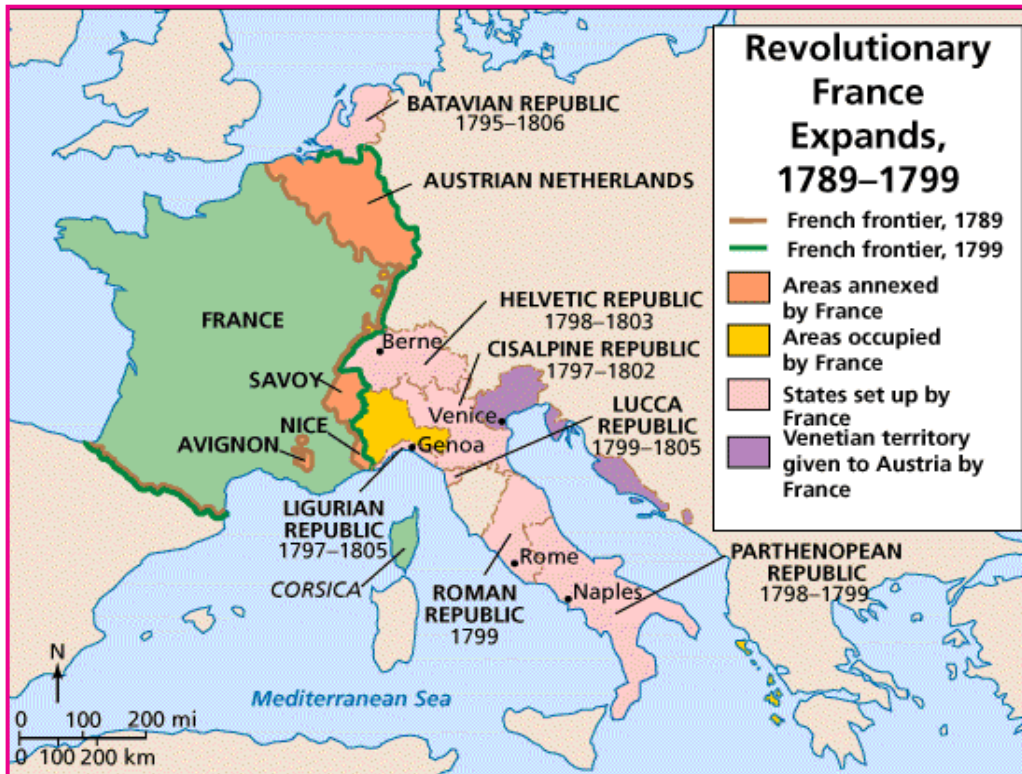 Revolutionary
France
Expands,
1789–1799
French frontier, 1789
French frontier, 1799
Areas annexed
by France
Areas occupied
by France
States set up by
France
Venetian territory
given to Austria by
France
BATAVIAN REPUBLIC
1795–1806
AUSTRIAN NETHERLANDS
FRANCE
HELVETIC REPUBLIC
1798–1803
Berne
CISALPINE REPUBLIC
1797–1802
SAVOY
Venice
LUCCA
REPUBLIC
1799–1805
NICE
AVIGNON
Genoa
LIGURIAN
REPUBLIC
1797–1805
CORSICA
Rome
ROMAN
REPUBLIC
1799
Naples
PARTHENOPEAN
REPUBLIC
1798–1799
N
Mediterranean Sea
0 100 200 mi
0 100 200 km